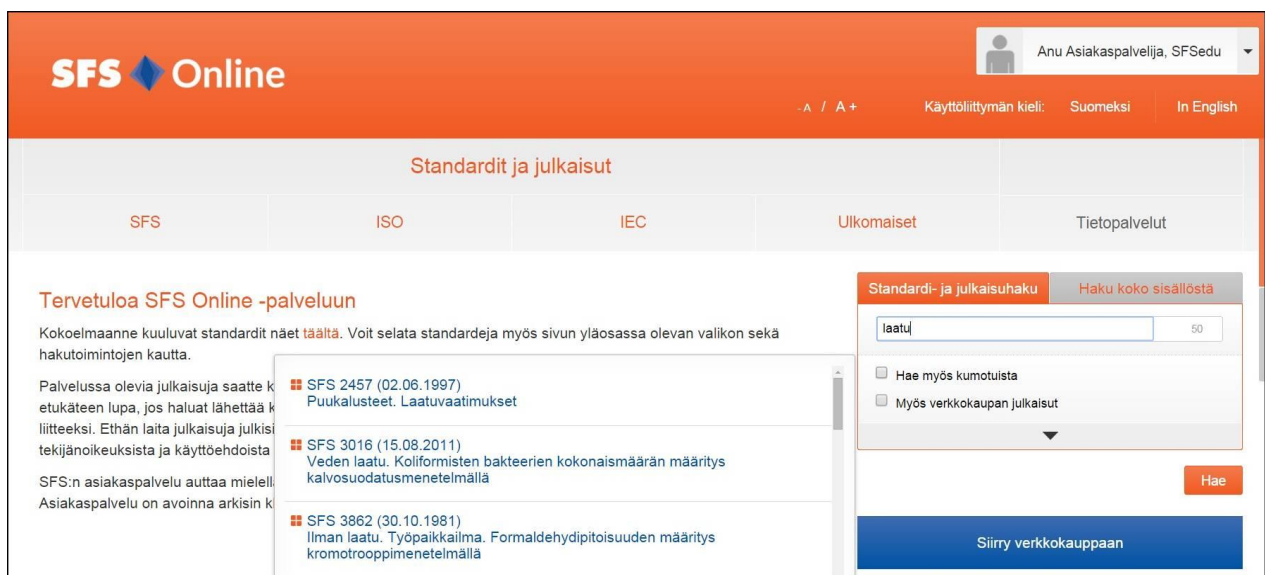 SFS Online
Anu Asiakaspalvelija, SFSedu
- A / A +
Käyttöliittymän kieli: Suomeksi In English
Standardit ja julkaisut
SFS ISO IEC Ulkomaiset Tietopalvelut
Tervetuloa SFS Online -palveluun
Kokoelmaanne kuuluvat standardit näet täältä. Voit selata standardeja myös sivun yläosassa olevan valikon sekä
hakutoimintojen kautta.
Palvelussa olevia julkaisuja saatte k
etukäteen lupa, jos haluat lähettää k
liitteeksi. Ethän laita julkaisuja julkisi
tekijänoikeuksista ja käyttöehdoista
SFS:n asiakaspalvelu auttaa mielell
Asiakaspalvelu on avoinna arkisin k
SFS 2457 (02.06.1997)
Puukalusteet. Laatuvaatimukset
SFS 3016 (15.08.2011)
Veden laatu. Koliformisten bakteerien kokonaismäärän määritys
kalvosuodatusmenetelmällä
SFS 3862 (30.10.1981)
Ilman laatu. Työpaikkailma. Formaldehydipitoisuuden määritys
kromotrooppimenetelmällä
Standardi- ja julkaisuhaku Haku koko sisällöstä
laatu 50
Hae myös kumotuista
Myös verkkokaupan julkaisut
Hae
Siirry verkkokauppaan